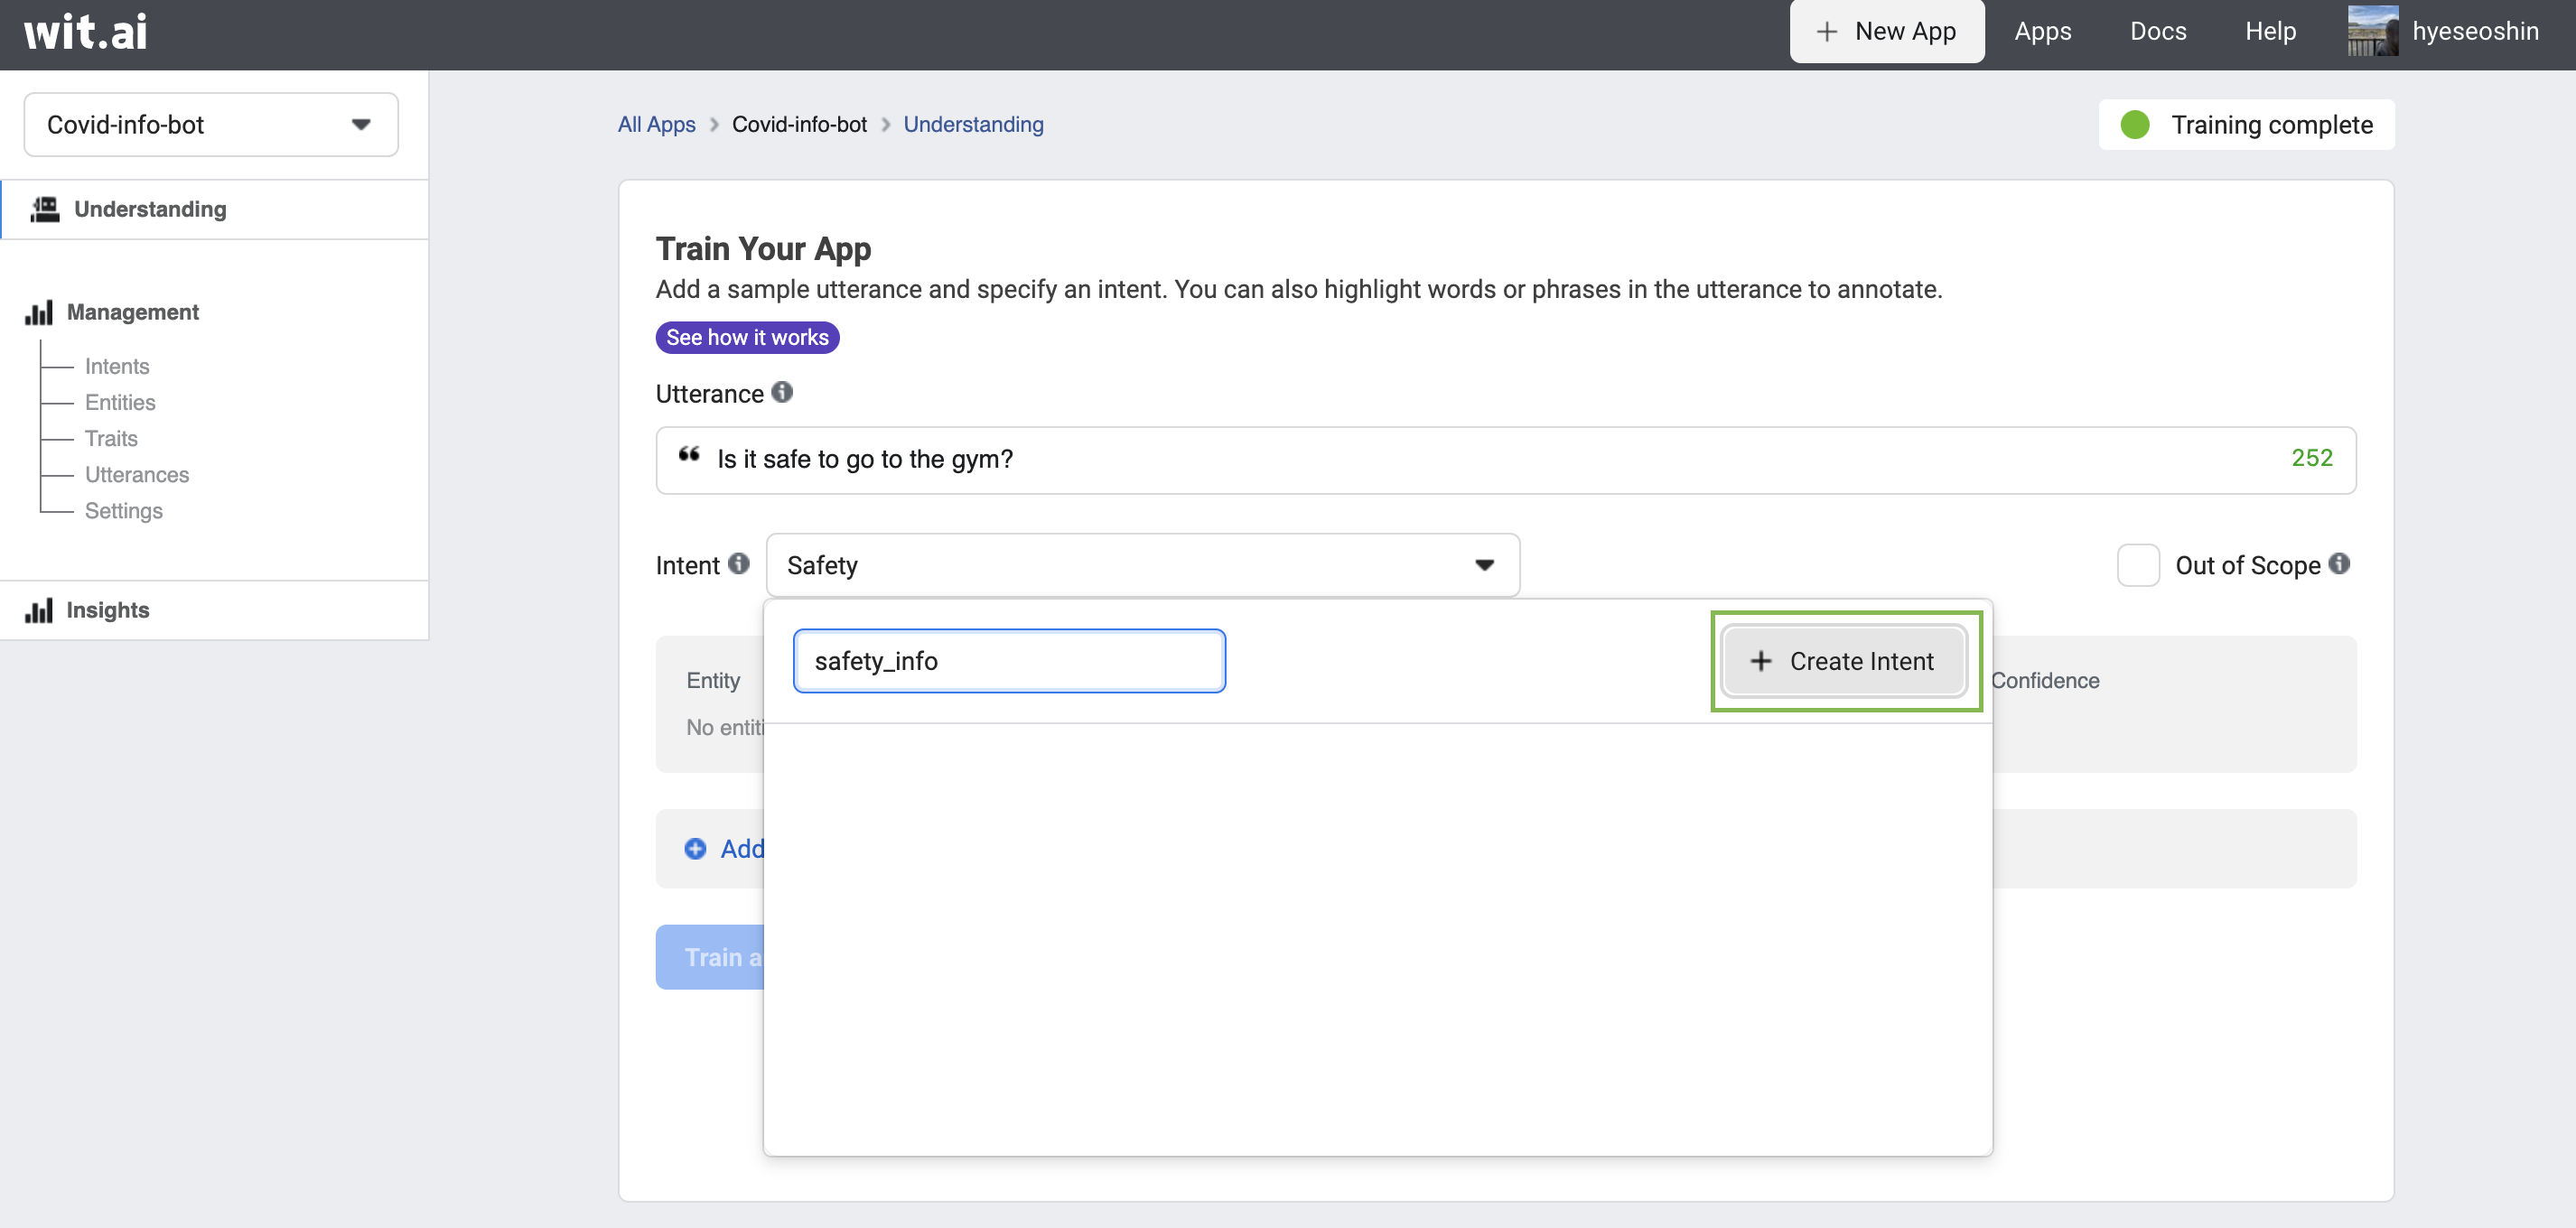 wit.ai
New App
Apps
Docs
Help
hyeseoshin
Covid-info-bot
All Apps > Covid-info-bot > Understanding
Training complete
Understanding
Management
Intents
Entities
Traits
Utterances
Settings
Insights
Train Your App
Add a sample utterance and specify an intent. You can also highlight words or phrases in the utterance to annotate.
See how it works
Utterance
Is it safe to go to the gym?
252
Intent
Safety
Out of Scope
safety_info
+ Create Intent
Entity
Confidence
No entiti
Add
Train a